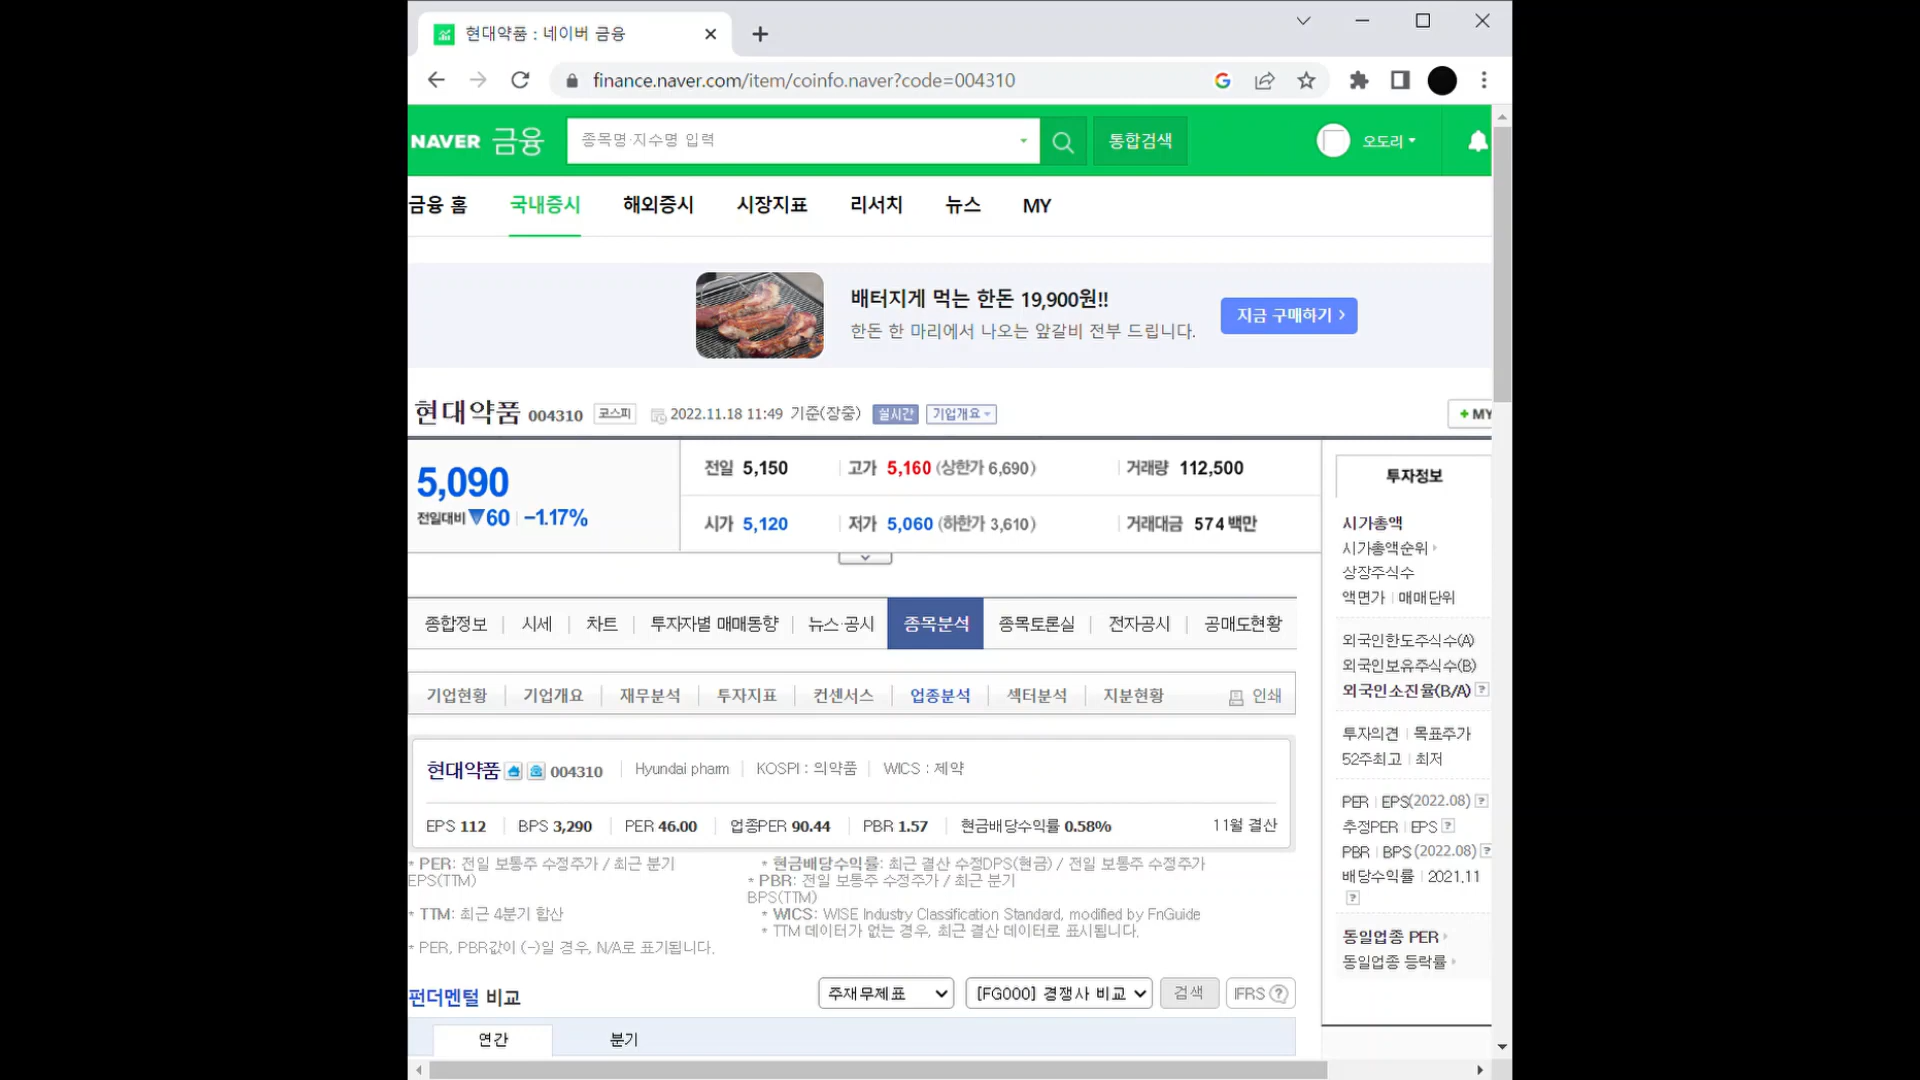 현대약품 : 네이버 금융
finance.naver.com/item/coinfo.naver?code=004310
NAVER 금융 종목명·지수명 입력 통합검색 오도리
금융 홈 국내증시 해외증시 시장지표 리서치 뉴스 MY
배터지게 먹는 한돈 19,900원!!
한돈 한 마리에서 나오는 앞갈비 전부 드립니다.
지금 구매하기 >
현대약품 004310 코스피 2022.11.18 11:49 기준(장중) 실시간 기업개요 + MY
5,090
전일대비 ▼60 -1.17%
전일 5,150 고가 5,160 (상한가 6,690) 거래량 112,500
시가 5,120 저가 5,060 (하한가 3,610) 거래대금 574 백만
종합정보 시세 차트 투자자별 매매동향 뉴스·공시 종목분석 종목토론실 전자공시 공매도현황
기업현황 기업개요 재무분석 투자지표 컨센서스 업종분석 섹터분석 지분현황 인쇄
현대약품 004310 Hyundai pharm KOSPI : 의약품 WICS : 제약
EPS 112 BPS 3,290 PER 46.00 업종PER 90.44 PBR 1.57 현금배당수익률 0.58% 11월 결산
* PER: 전일 보통주 수정주가 / 최근 분기
EPS(TTM)
* TTM: 최근 4분기 합산
* PER, PBR값이 (-)일 경우, N/A로 표기됩니다.
* 현금배당수익률: 최근 결산 수정DPS(현금) / 전일 보통주 수정주가
* PBR: 전일 보통주 수정주가 / 최근 분기
BPS(TTM)
* WICS: WISE Industry Classification Standard, modified by FnGuide
* TTM 데이터가 없는 경우, 최근 결산 데이터로 표시됩니다.
펀더멘털 비교 주재무제표 [FG000] 경쟁사 비교 검색 IFRS ?
연간 분기
투자정보
시가총액
시가총액순위
상장주식수
액면가 매매단위
외국인한도주식수(A)
외국인보유주식수(B)
외국인소진율(B/A) ?
투자의견 목표주가
52주최고 최저
PER EPS(2022.08) ?
추정PER EPS ?
PBR BPS (2022.08) ?
배당수익률 2021.11
?
동일업종 PER
동일업종 등락률